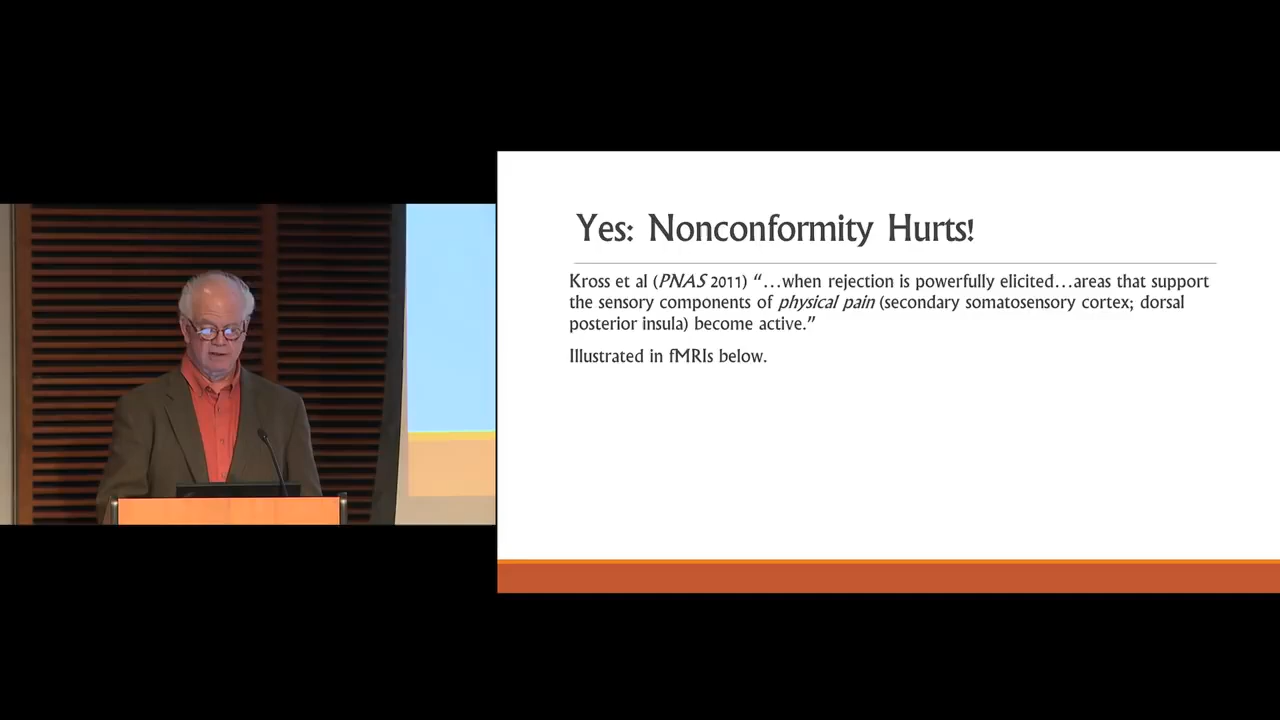 Yes: Nonconformity Hurts!
Kross et al (PNAS 2011) “…when rejection is powerfully elicited…areas that support
the sensory components of physical pain (secondary somatosensory cortex; dorsal
posterior insula) become active.”
Illustrated in fMRIs below.